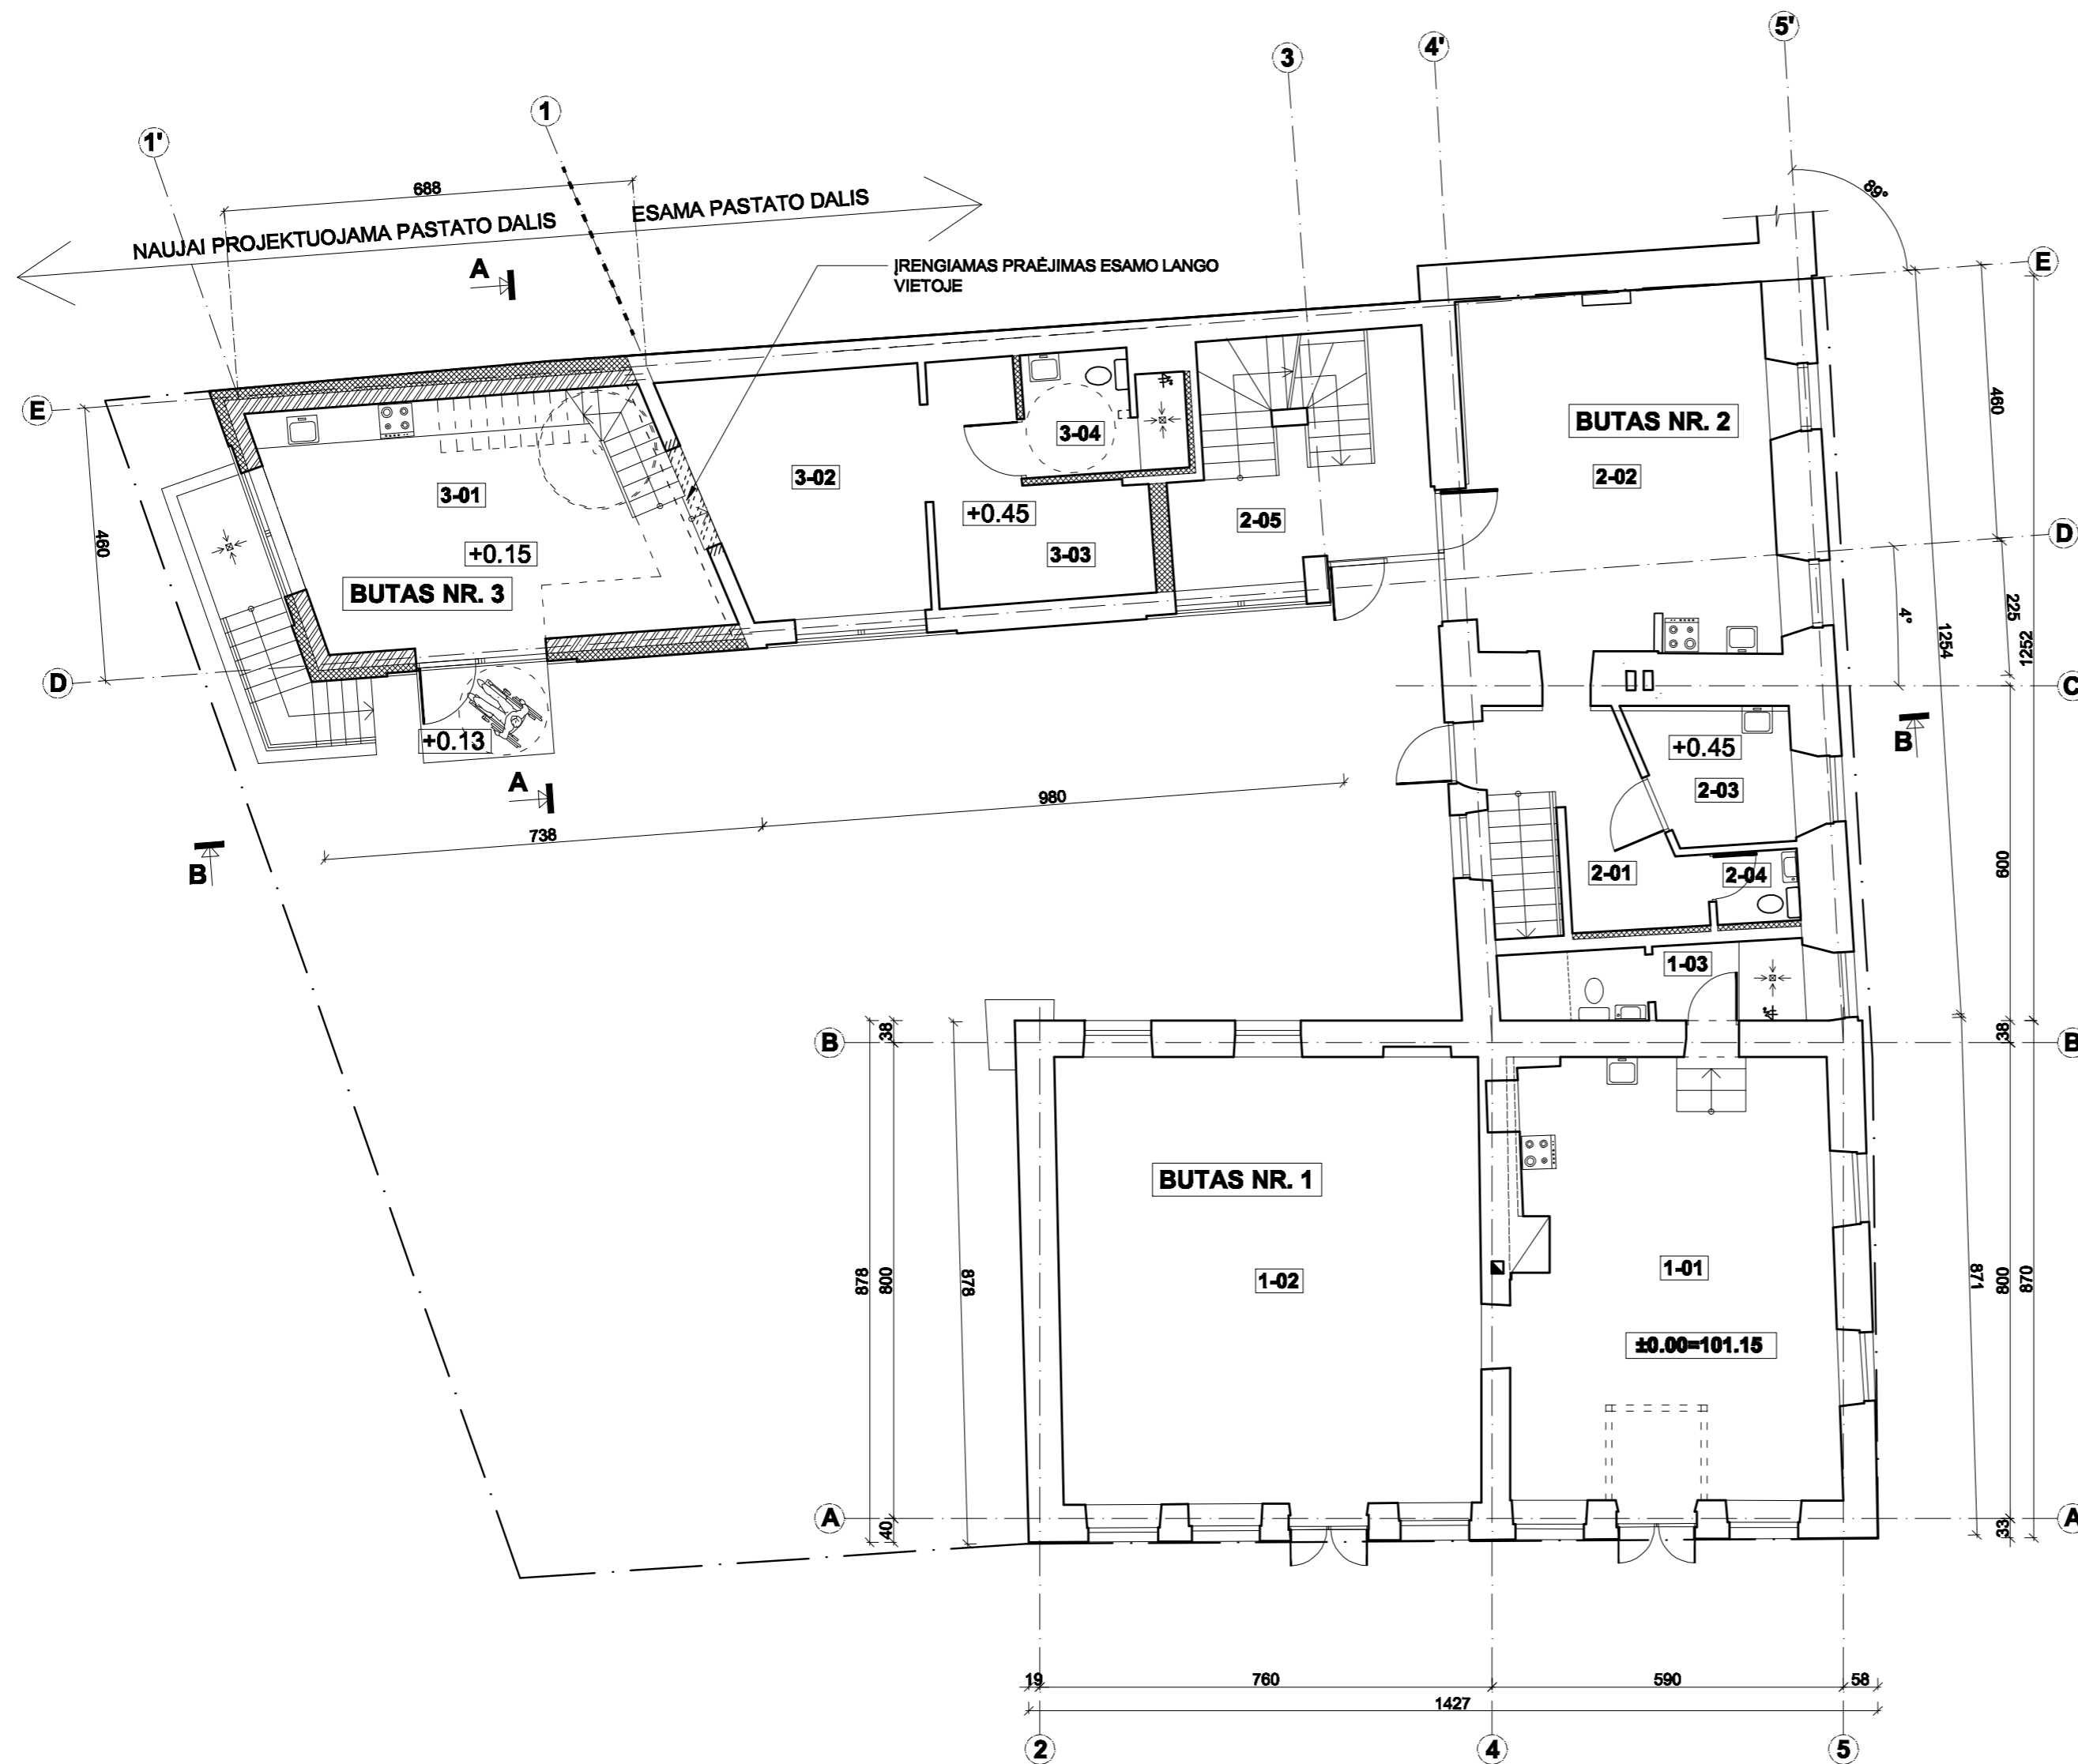 5'
4'
3
1
1'
688
NAUJAI PROJEKTUOJAMA PASTATO DALIS
ESAMA PASTATO DALIS
89°
A
ĮRENGIAMAS PRAĖJIMAS ESAMO LANGO
VIETOJE
E
E
460
460
BUTAS NR. 2
2-02
3-04
3-02
3-01
+0.45
2-05
3-03
+0.15
BUTAS NR. 3
D
D
225
1252
1254
4°
C
+0.13
+0.45
2-03
B
A
980
738
B
600
2-01
2-04
1-03
B
38
38
B
BUTAS NR. 1
1-02
1-01
878
800
878
871
800
870
±0.00=101.15
A
40
33
A
19
760
590
58
1427
2
4
5